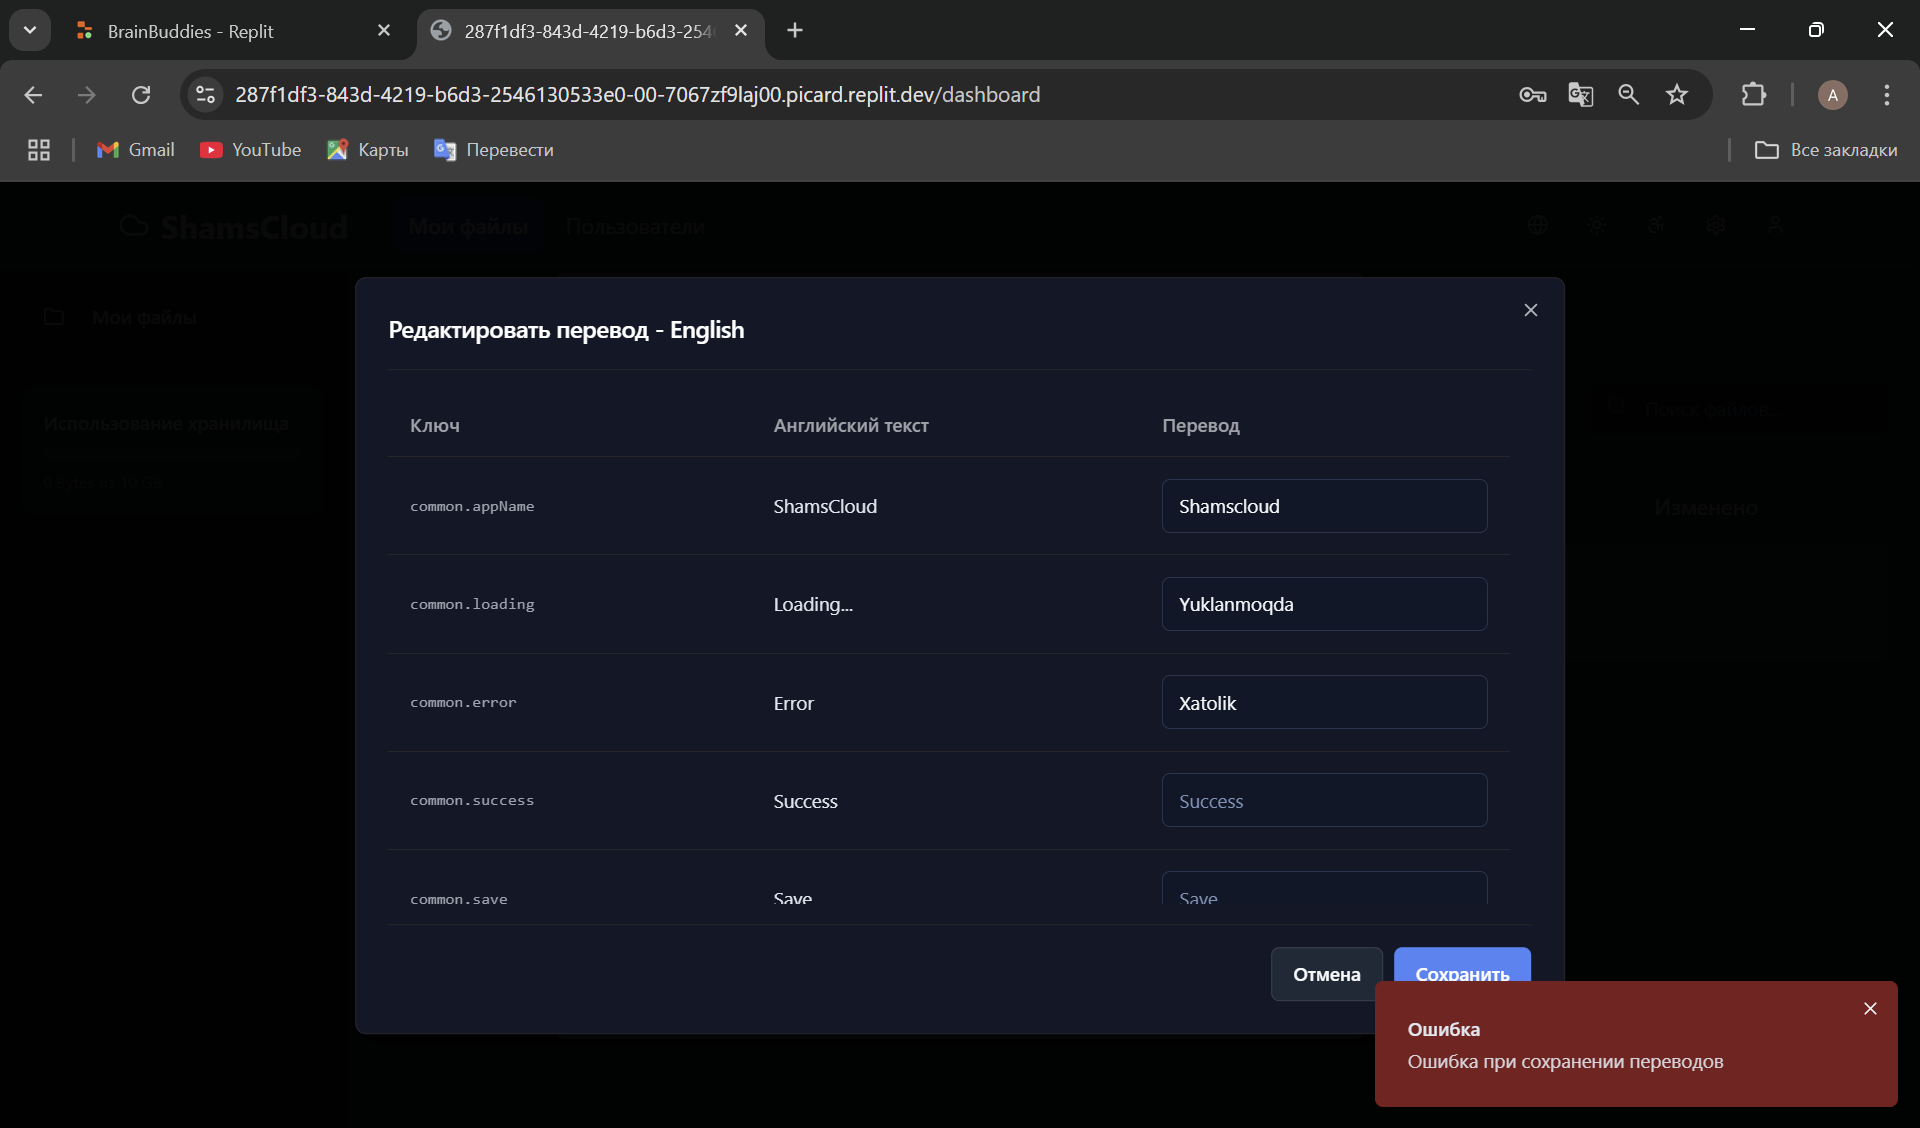 BrainBuddies - Replit
287f1df3-843d-4219-b6d3-254
287f1df3-843d-4219-b6d3-2546130533e0-00-7067zf9laj00.picard.replit.dev/dashboard
A
Gmail
YouTube
Карты
Перевести
Все закладки
ShamsCloud
Мои файлы
Пользователи
Мои файлы
Использование хранилища
Поиск файлов...
Изменено
Редактировать перевод - English
Ключ
Английский текст
Перевод
common.appName
ShamsCloud
Shamscloud
common.loading
Loading...
Yuklanmoqda
common.error
Error
Xatolik
common.success
Success
Success
common.save
Save
Save
Отмена
Сохранить
Ошибка
Ошибка при сохранении переводов